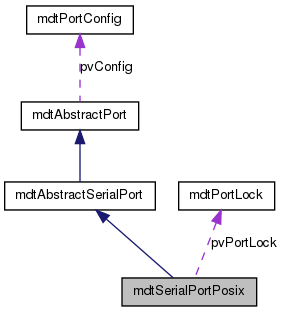 mdtPortConfig
pvConfig
mdtAbstractPort
mdtAbstractSerialPort
mdtPortLock
pvPortLock
mdtSerialPortPosix